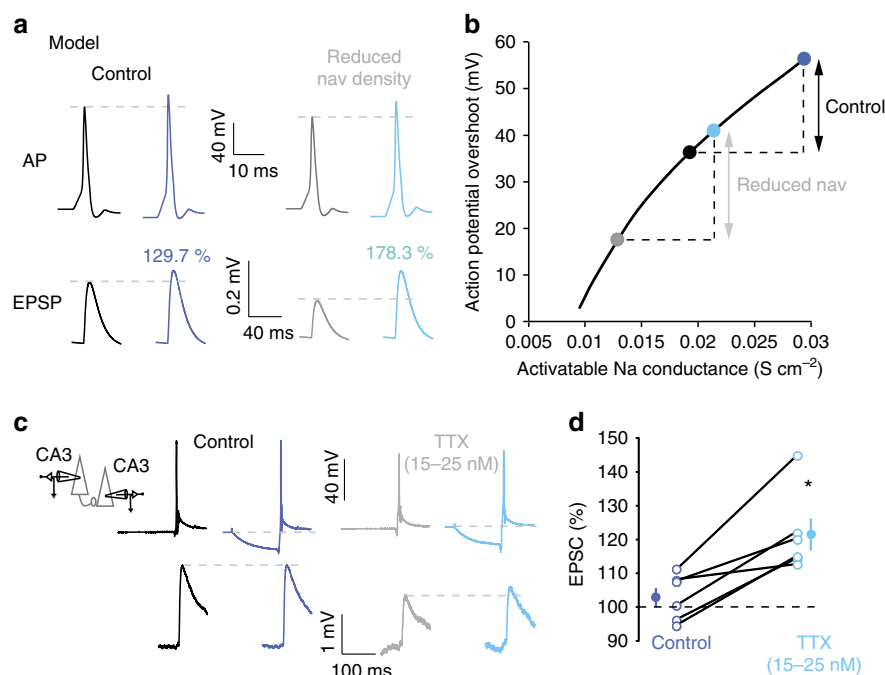 a
Model
Control
Reduced
nav density
AP
40 mV
10 ms
129.7 %
178.3 %
EPSP
0.2 mV
40 ms
b
Action potential overshoot (mV)
60
50
40
30
20
10
0
0.005
0.01
0.015
0.02
0.025
0.03
Activatable Na conductance (S cm⁻²)
Control
Reduced nav
c
CA3
CA3
Control
TTX
(15–25 nM)
40 mV
1 mV
100 ms
d
EPSC (%)
150
140
130
120
110
100
90
*
Control
TTX
(15–25 nM)